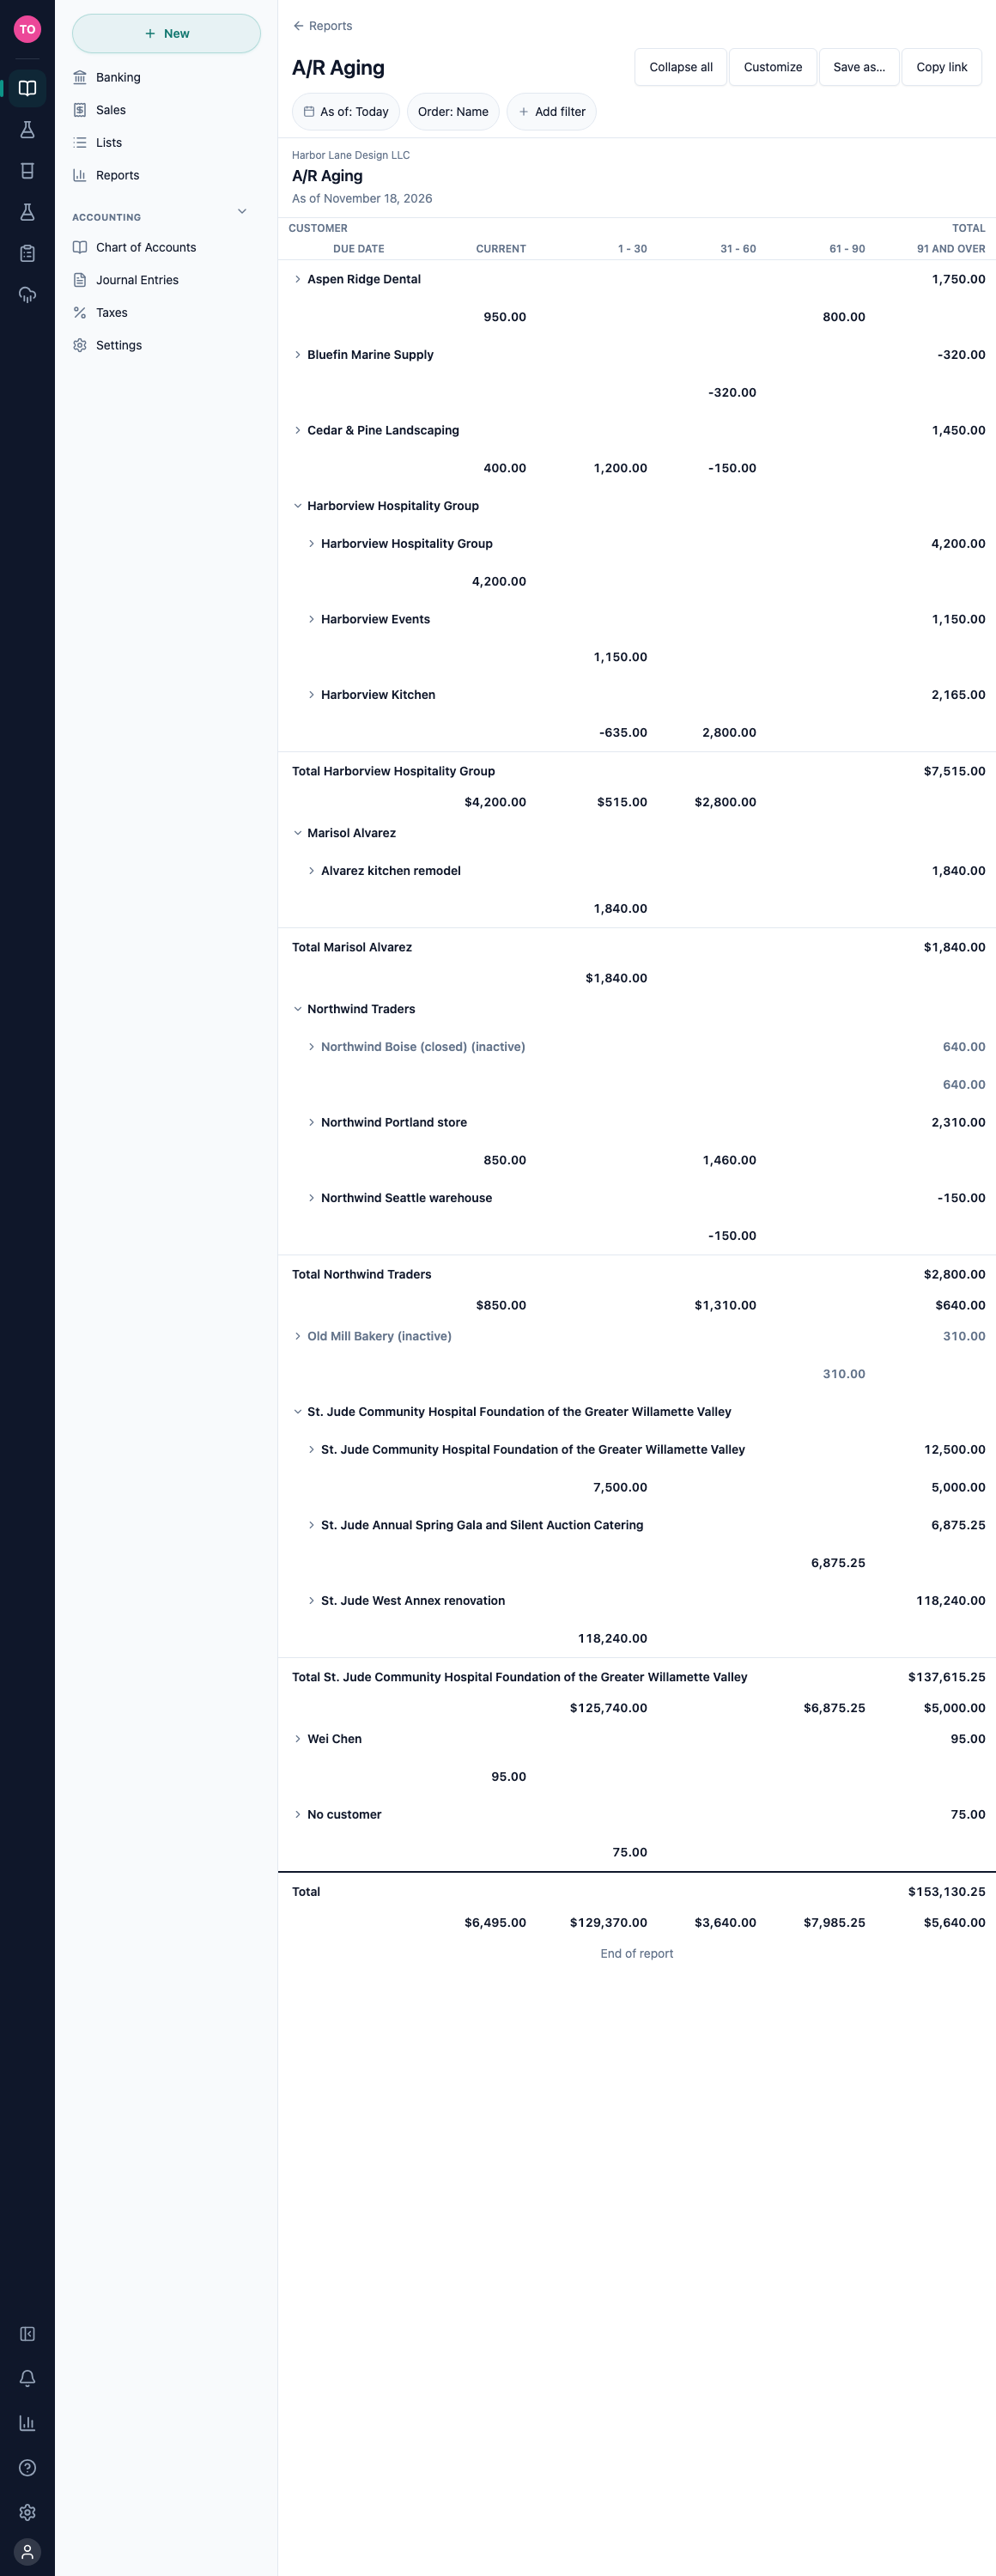 TO
New
Banking
Sales
Lists
Reports
ACCOUNTING
Chart of Accounts
Journal Entries
Taxes
Settings
Reports
A/R Aging
Collapse all Customize Save as... Copy link
As of: Today Order: Name Add filter
Harbor Lane Design LLC
A/R Aging
As of November 18, 2026
CUSTOMER TOTAL
DUE DATE CURRENT 1 - 30 31 - 60 61 - 90 91 AND OVER
Aspen Ridge Dental 1,750.00
950.00 800.00
Bluefin Marine Supply -320.00
-320.00
Cedar & Pine Landscaping 1,450.00
400.00 1,200.00 -150.00
Harborview Hospitality Group
Harborview Hospitality Group 4,200.00
4,200.00
Harborview Events 1,150.00
1,150.00
Harborview Kitchen 2,165.00
-635.00 2,800.00
Total Harborview Hospitality Group $7,515.00
$4,200.00 $515.00 $2,800.00
Marisol Alvarez
Alvarez kitchen remodel 1,840.00
1,840.00
Total Marisol Alvarez $1,840.00
$1,840.00
Northwind Traders
Northwind Boise (closed) (inactive) 640.00
640.00
Northwind Portland store 2,310.00
850.00 1,460.00
Northwind Seattle warehouse -150.00
-150.00
Total Northwind Traders $2,800.00
$850.00 $1,310.00 $640.00
Old Mill Bakery (inactive) 310.00
310.00
St. Jude Community Hospital Foundation of the Greater Willamette Valley
St. Jude Community Hospital Foundation of the Greater Willamette Valley 12,500.00
7,500.00 5,000.00
St. Jude Annual Spring Gala and Silent Auction Catering 6,875.25
6,875.25
St. Jude West Annex renovation 118,240.00
118,240.00
Total St. Jude Community Hospital Foundation of the Greater Willamette Valley $137,615.25
$125,740.00 $6,875.25 $5,000.00
Wei Chen 95.00
95.00
No customer 75.00
75.00
Total $153,130.25
$6,495.00 $129,370.00 $3,640.00 $7,985.25 $5,640.00
End of report